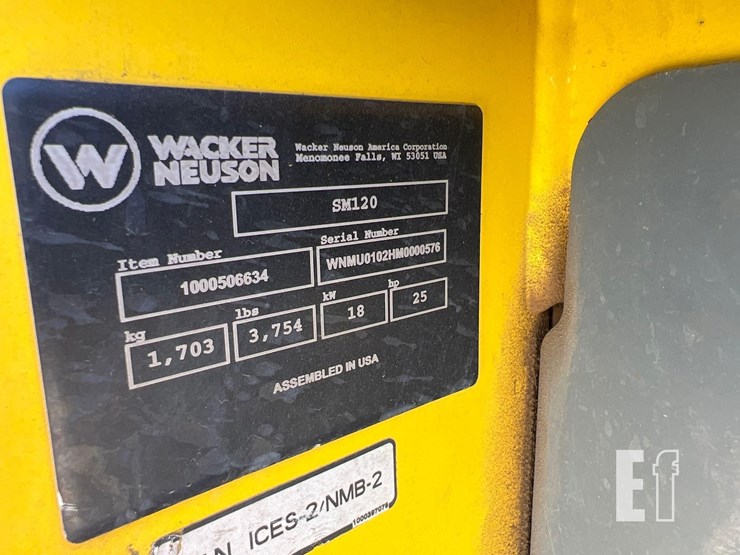 W WACKER NEUSON
Wacker Neuson America Corporation
Menomonee Falls, WI 53051 USA
SM120
Item Number
1000506634
Serial Number
WNMU0102HM0000576
kg
1,703
lbs
3,754
kW
18
hp
25
ASSEMBLED IN USA
ICES-2/NMB-2
Ef